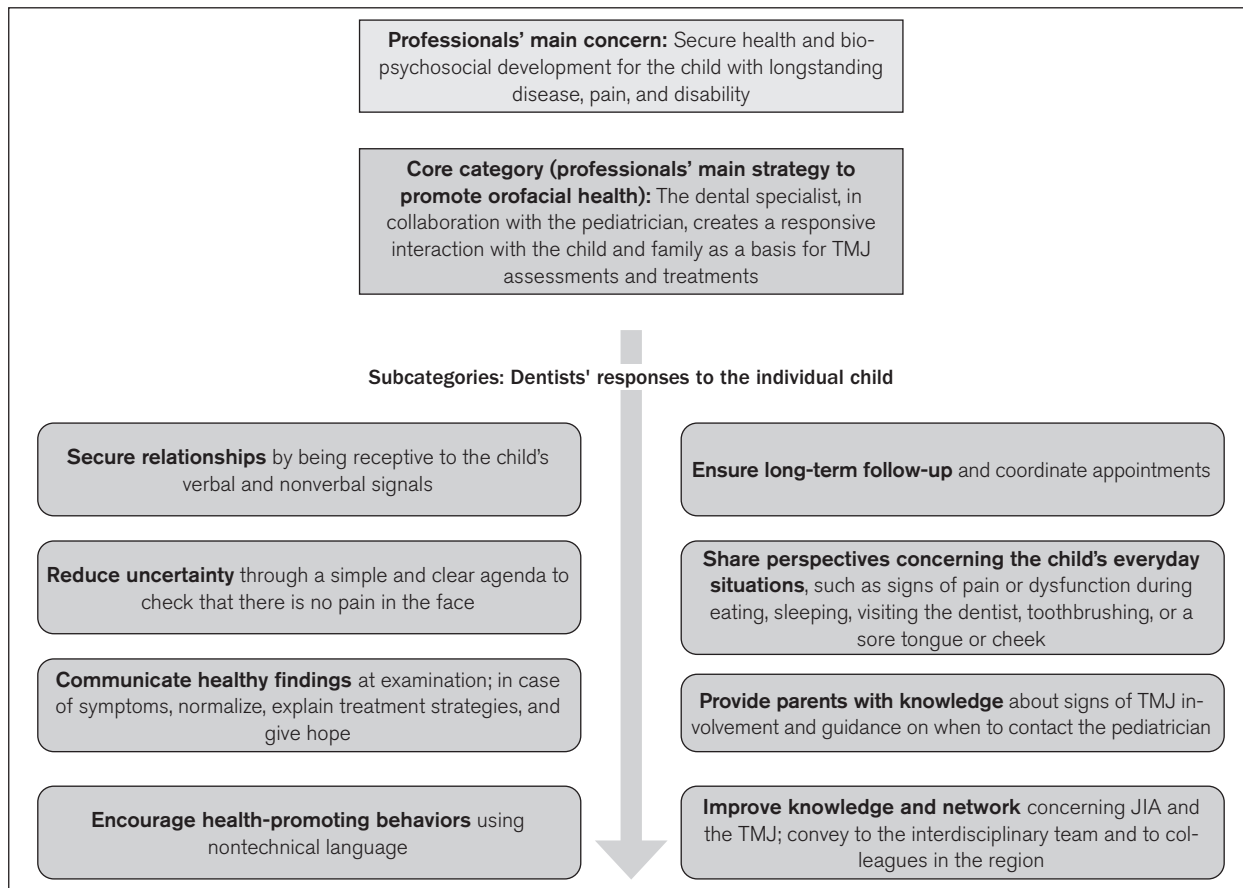 Professionals’ main concern: Secure health and bio-
psychosocial development for the child with longstanding
disease, pain, and disability
Core category (professionals’ main strategy to
promote orofacial health): The dental specialist, in
collaboration with the pediatrician, creates a responsive
interaction with the child and family as a basis for TMJ
assessments and treatments
Subcategories: Dentists' responses to the individual child
Secure relationships by being receptive to the child’s
verbal and nonverbal signals
Reduce uncertainty through a simple and clear agenda to
check that there is no pain in the face
Communicate healthy findings at examination; in case
of symptoms, normalize, explain treatment strategies, and
give hope
Encourage health-promoting behaviors using
nontechnical language
Ensure long-term follow-up and coordinate appointments
Share perspectives concerning the child’s everyday
situations, such as signs of pain or dysfunction during
eating, sleeping, visiting the dentist, toothbrushing, or a
sore tongue or cheek
Provide parents with knowledge about signs of TMJ in-
volvement and guidance on when to contact the pediatrician
Improve knowledge and network concerning JIA and
the TMJ; convey to the interdisciplinary team and to col-
leagues in the region